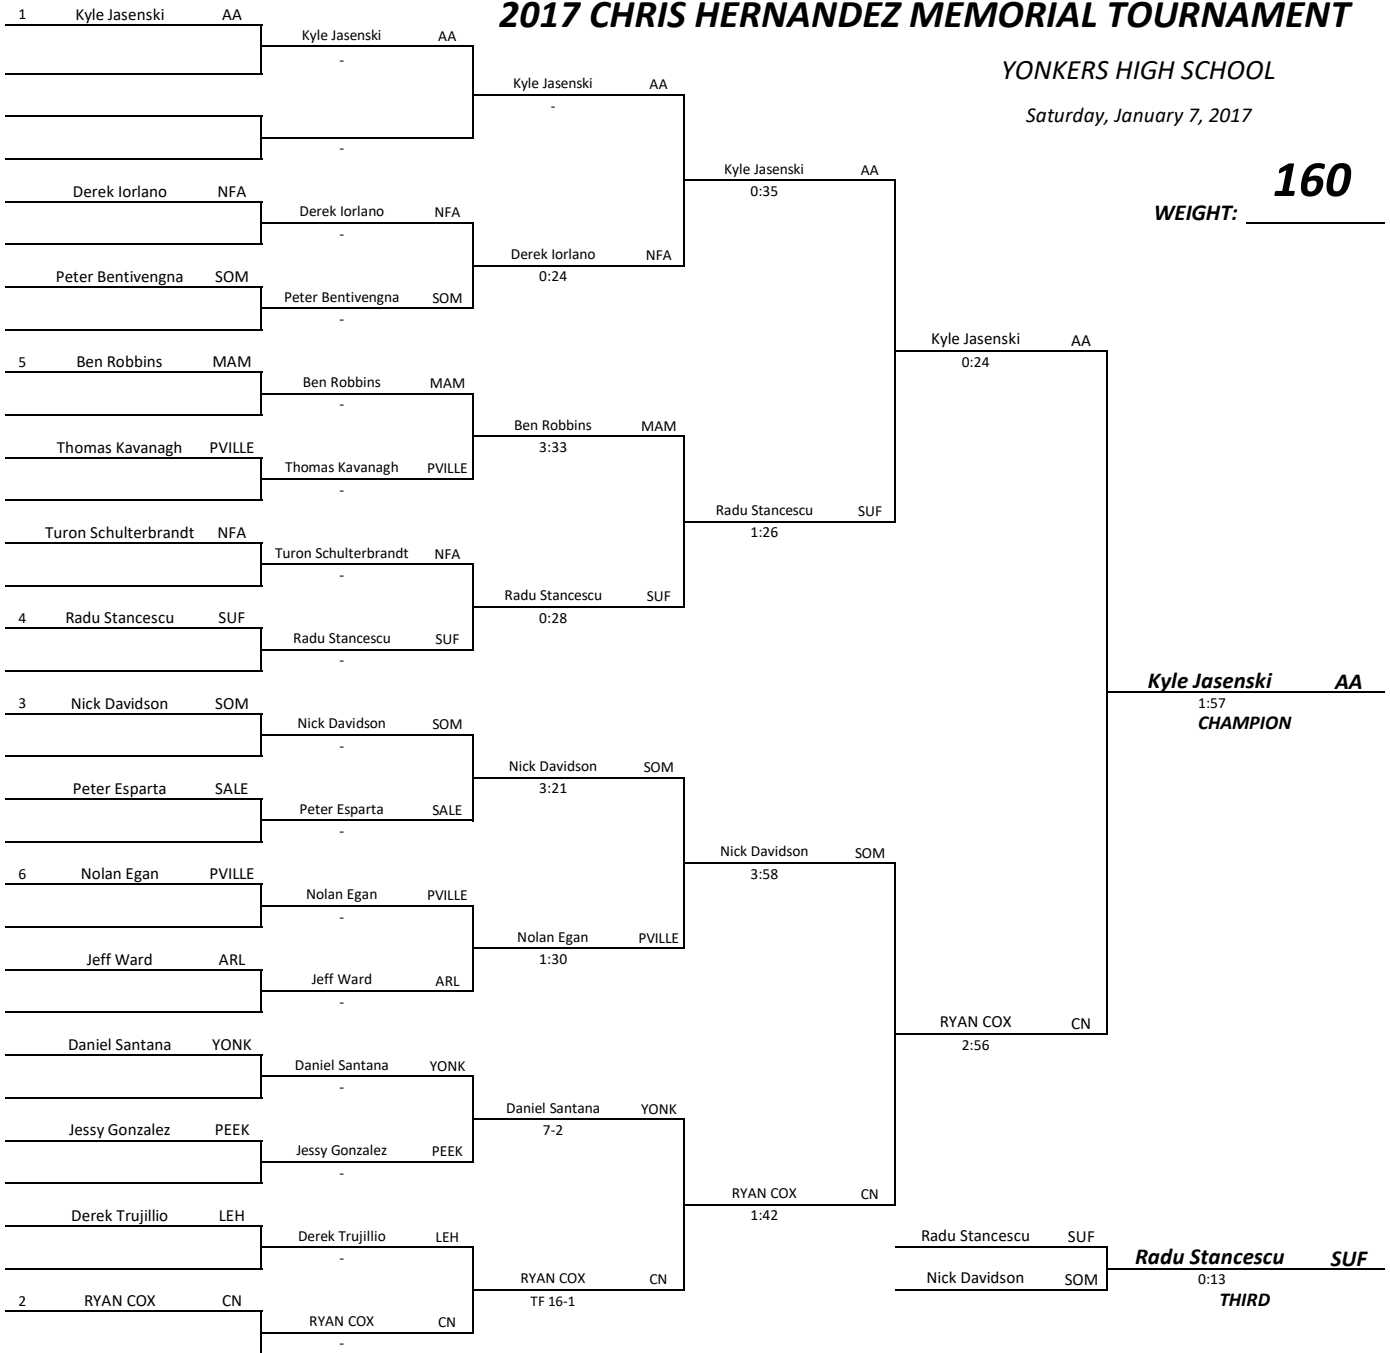 2017 CHRIS HERNANDEZ MEMORIAL TOURNAMENT
YONKERS HIGH SCHOOL
Saturday, January 7, 2017
160
WEIGHT:
1 Kyle Jasenski AA
Derek Iorlano NFA
Peter Bentivengna SOM
5 Ben Robbins MAM
Thomas Kavanagh PVILLE
Turon Schulterbrandt NFA
4 Radu Stancescu SUF
3 Nick Davidson SOM
Peter Esparta SALE
6 Nolan Egan PVILLE
Jeff Ward ARL
Daniel Santana YONK
Jessy Gonzalez PEEK
Derek Trujillio LEH
2 RYAN COX CN
Kyle Jasenski AA
-
-
Derek Iorlano NFA
-
Peter Bentivengna SOM
-
Ben Robbins MAM
-
Thomas Kavanagh PVILLE
-
Turon Schulterbrandt NFA
-
Radu Stancescu SUF
-
Nick Davidson SOM
-
Peter Esparta SALE
-
Nolan Egan PVILLE
-
Jeff Ward ARL
-
Daniel Santana YONK
-
Jessy Gonzalez PEEK
-
Derek Trujillio LEH
-
RYAN COX CN
-
Kyle Jasenski AA
-
Derek Iorlano NFA
0:24
Ben Robbins MAM
3:33
Radu Stancescu SUF
0:28
Nick Davidson SOM
3:21
Nolan Egan PVILLE
1:30
Daniel Santana YONK
7-2
RYAN COX CN
TF 16-1
Kyle Jasenski AA
0:35
Radu Stancescu SUF
1:26
Nick Davidson SOM
3:58
RYAN COX CN
1:42
Kyle Jasenski AA
0:24
RYAN COX CN
2:56
Kyle Jasenski AA
1:57
CHAMPION
Radu Stancescu SUF
Nick Davidson SOM
Radu Stancescu SUF
0:13
THIRD